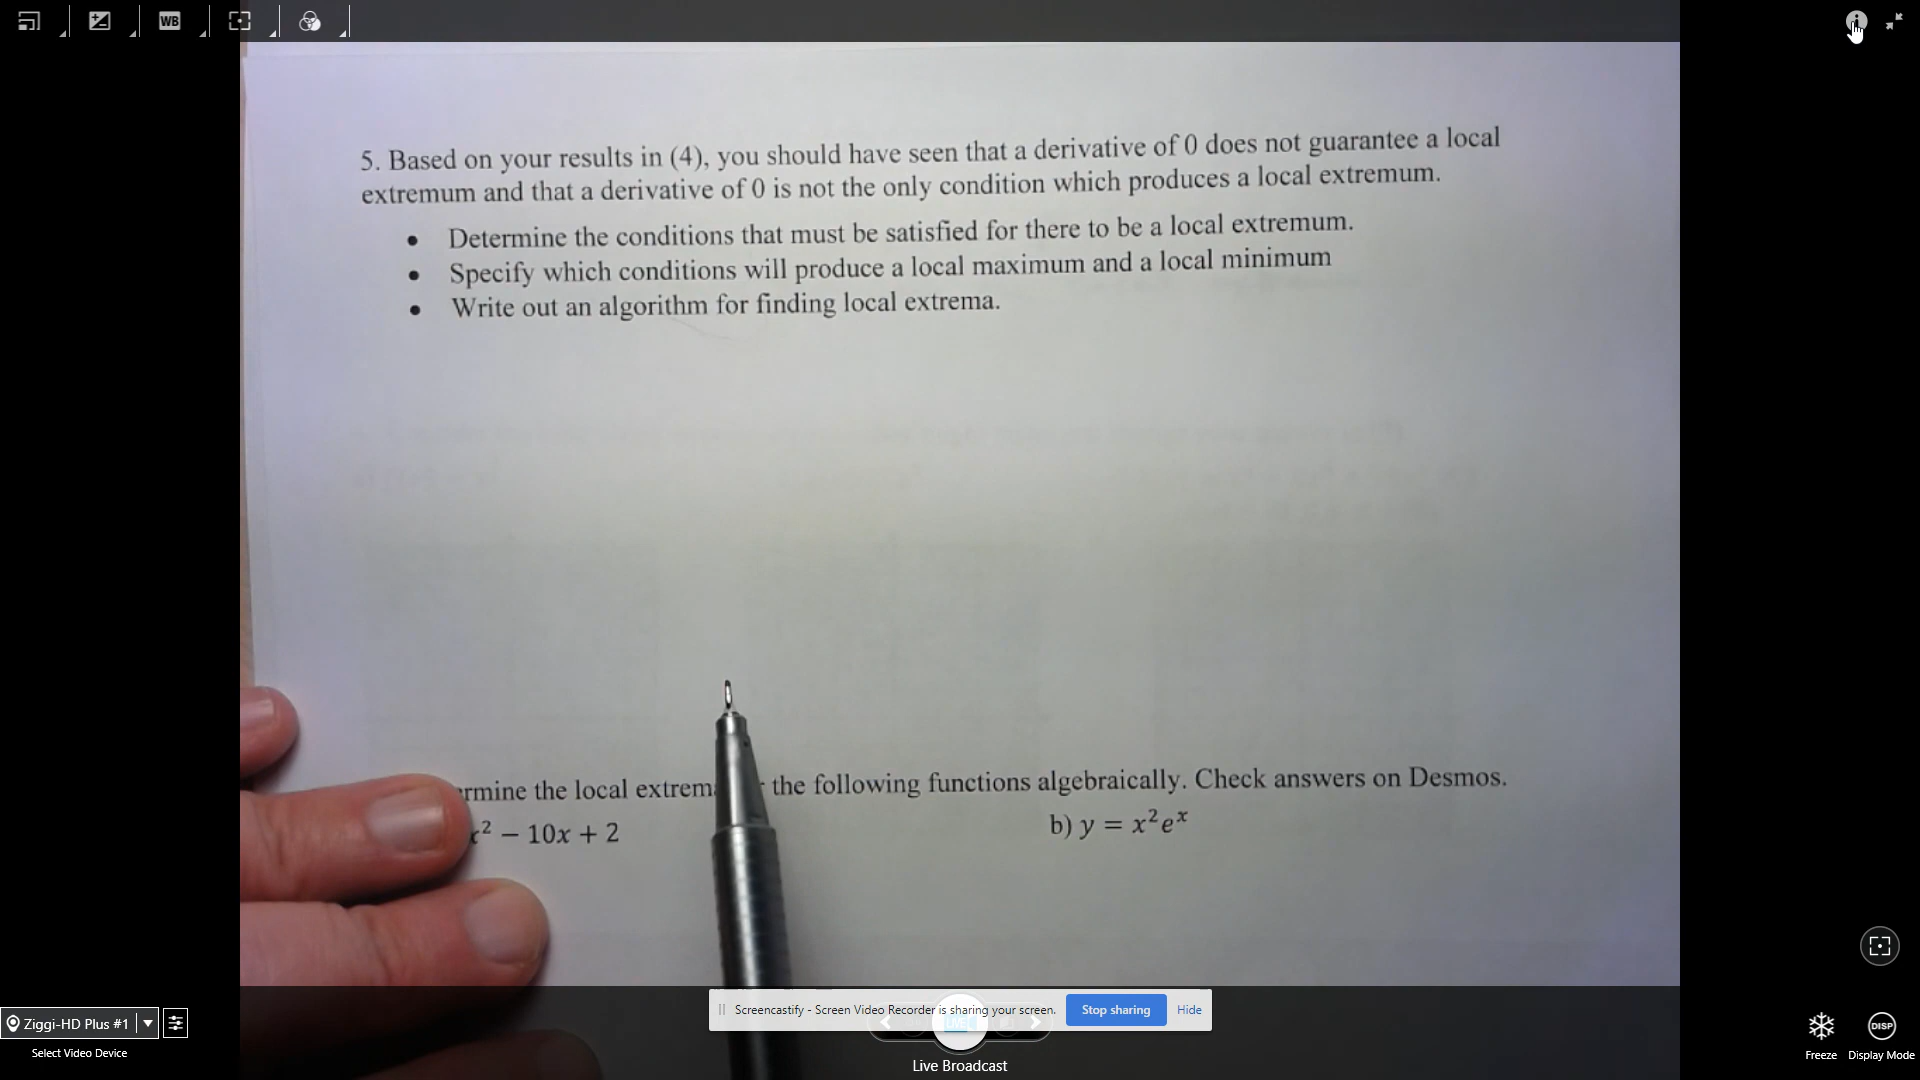 WB
5. Based on your results in (4), you should have seen that a derivative of 0 does not guarantee a local
extremum and that a derivative of 0 is not the only condition which produces a local extremum.
• Determine the conditions that must be satisfied for there to be a local extremum.
• Specify which conditions will produce a local maximum and a local minimum
• Write out an algorithm for finding local extrema.
the local extrem the following functions algebraically. Check answers on Desmos.
² − 10x + 2
b) y = x²eˣ
Screencastify - Screen Video Recorder is sharing your screen.
Stop sharing
Hide
Ziggi-HD Plus #1
Select Video Device
Live Broadcast
Freeze
DISP
Display Mode